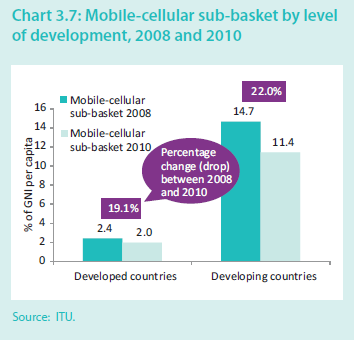 Chart 3.7: Mobile-cellular sub-basket by level
of development, 2008 and 2010
% of GNI per capita
16
14
12
10
8
6
4
2
0
Mobile-cellular
sub-basket 2008
Mobile-cellular
sub-basket 2010
Percentage
change (drop)
between 2008
and 2010
19.1%
2.4
2.0
22.0%
14.7
11.4
Developed countries
Developing countries
Source: ITU.